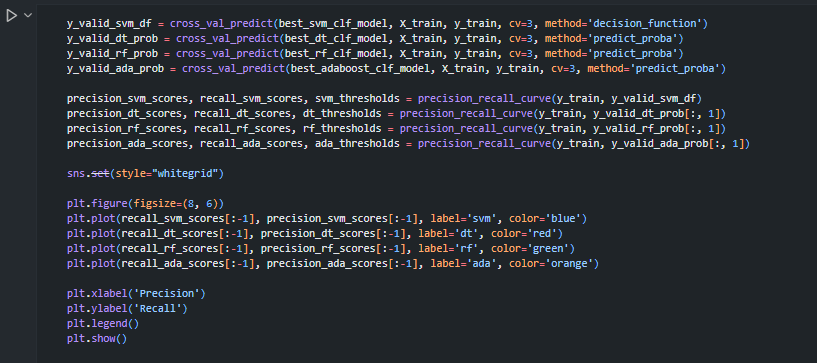 y_valid_svm_df = cross_val_predict(best_svm_clf_model, X_train, y_train, cv=3, method='decision_function')
y_valid_dt_prob = cross_val_predict(best_dt_clf_model, X_train, y_train, cv=3, method='predict_proba')
y_valid_rf_prob = cross_val_predict(best_rf_clf_model, X_train, y_train, cv=3, method='predict_proba')
y_valid_ada_prob = cross_val_predict(best_adaboost_clf_model, X_train, y_train, cv=3, method='predict_proba')
precision_svm_scores, recall_svm_scores, svm_thresholds = precision_recall_curve(y_train, y_valid_svm_df)
precision_dt_scores, recall_dt_scores, dt_thresholds = precision_recall_curve(y_train, y_valid_dt_prob[:, 1])
precision_rf_scores, recall_rf_scores, rf_thresholds = precision_recall_curve(y_train, y_valid_rf_prob[:, 1])
precision_ada_scores, recall_ada_scores, ada_thresholds = precision_recall_curve(y_train, y_valid_ada_prob[:, 1])
sns.set(style="whitegrid")
plt.figure(figsize=(8, 6))
plt.plot(recall_svm_scores[:-1], precision_svm_scores[:-1], label='svm', color='blue')
plt.plot(recall_dt_scores[:-1], precision_dt_scores[:-1], label='dt', color='red')
plt.plot(recall_rf_scores[:-1], precision_rf_scores[:-1], label='rf', color='green')
plt.plot(recall_ada_scores[:-1], precision_ada_scores[:-1], label='ada', color='orange')
plt.xlabel('Precision')
plt.ylabel('Recall')
plt.legend()
plt.show()